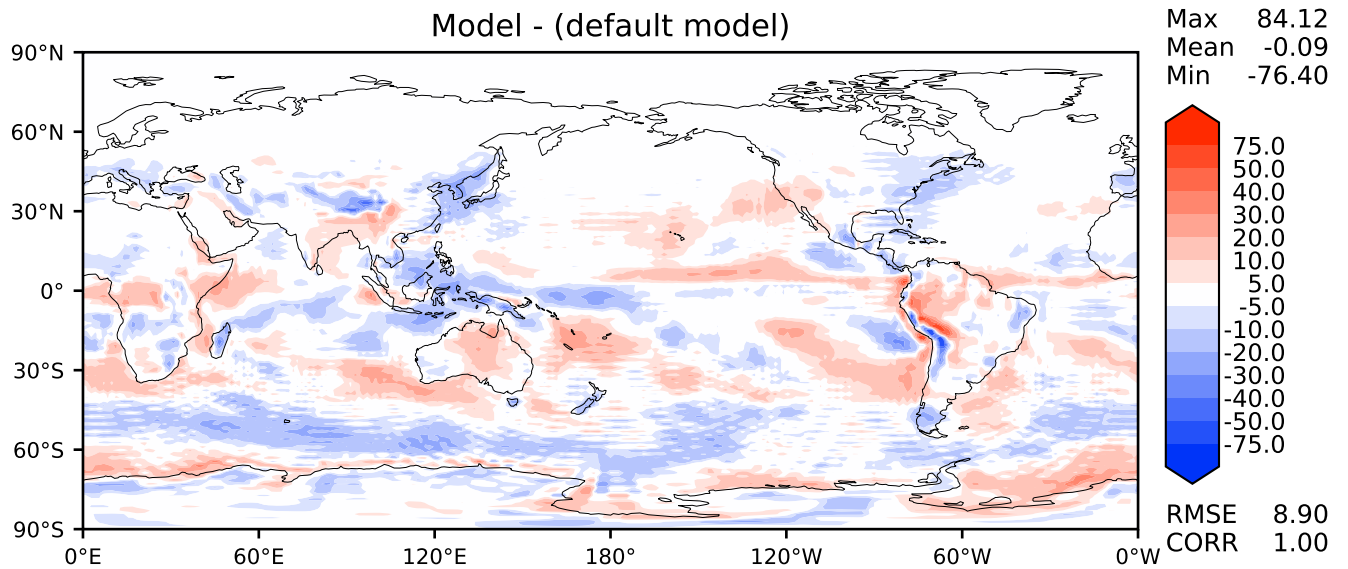 Model - (default model)
Max 84.12
Mean -0.09
Min -76.40
90°N
60°N
30°N
0°
30°S
60°S
90°S
0°E 60°E 120°E 180° 120°W 60°W 0°W
75.0
50.0
40.0
30.0
20.0
10.0
5.0
-5.0
-10.0
-20.0
-30.0
-40.0
-50.0
-75.0
RMSE 8.90
CORR 1.00